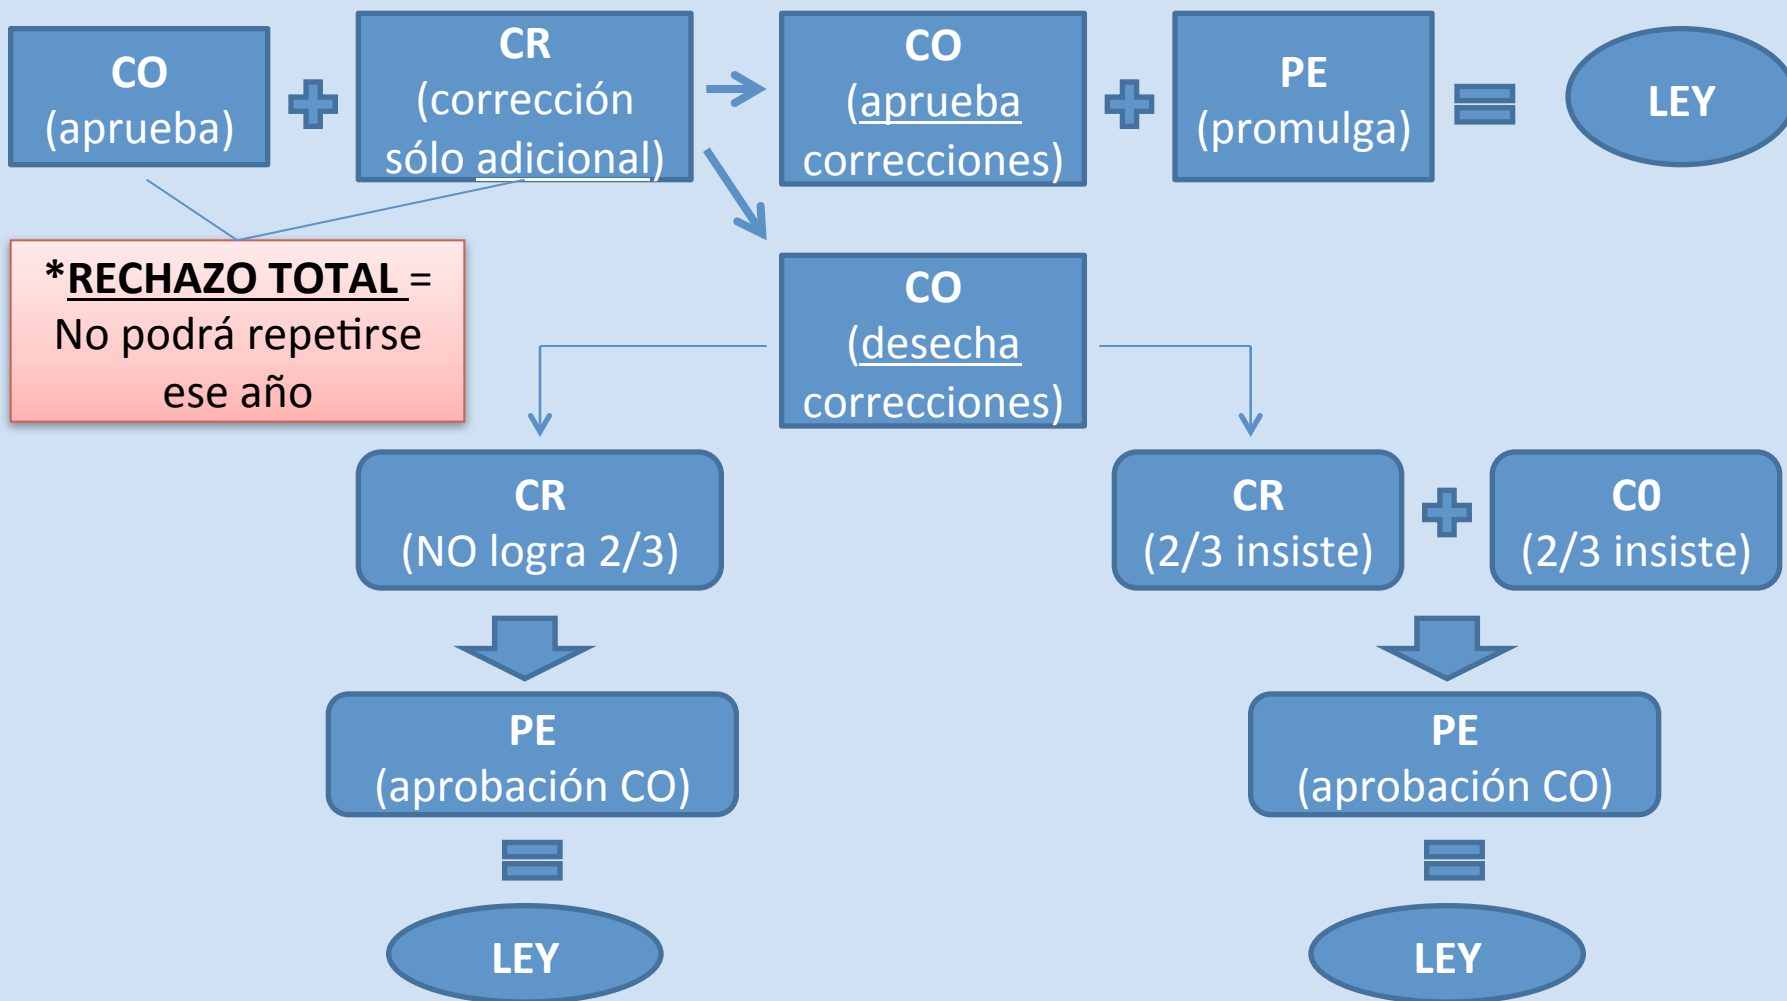 CO
(aprueba)
CR
(corrección
sólo adicional)
CO
(aprueba
correcciones)
PE
(promulga)
LEY
*RECHAZO TOTAL =
No podrá repetirse
ese año
CO
(desecha
correcciones)
CR
(NO logra 2/3)
CR
(2/3 insiste)
C0
(2/3 insiste)
PE
(aprobación CO)
PE
(aprobación CO)
LEY
LEY